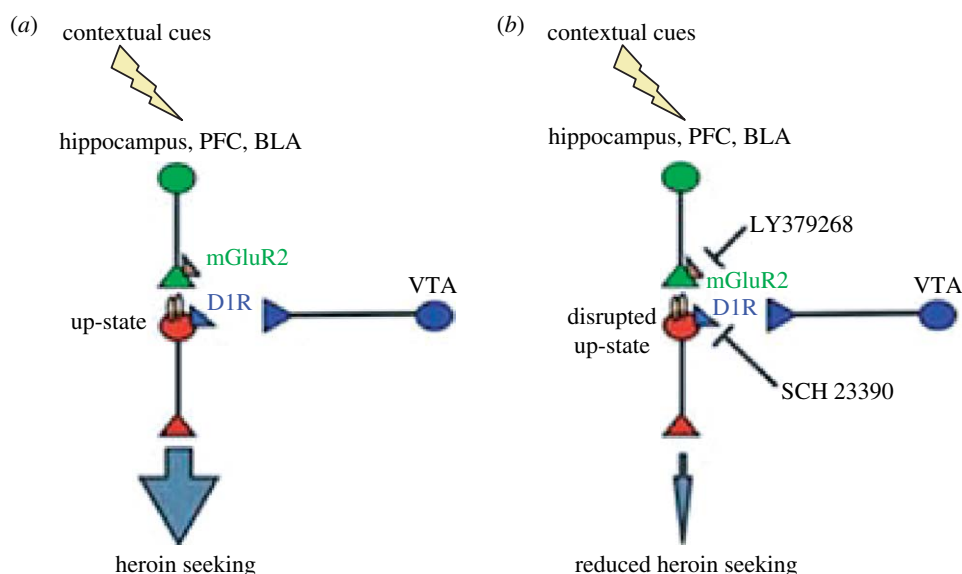 (a)
contextual cues
hippocampus, PFC, BLA
mGluR2
D1R
VTA
up-state
heroin seeking
(b)
contextual cues
hippocampus, PFC, BLA
LY379268
mGluR2
D1R
VTA
disrupted
up-state
SCH 23390
reduced heroin seeking